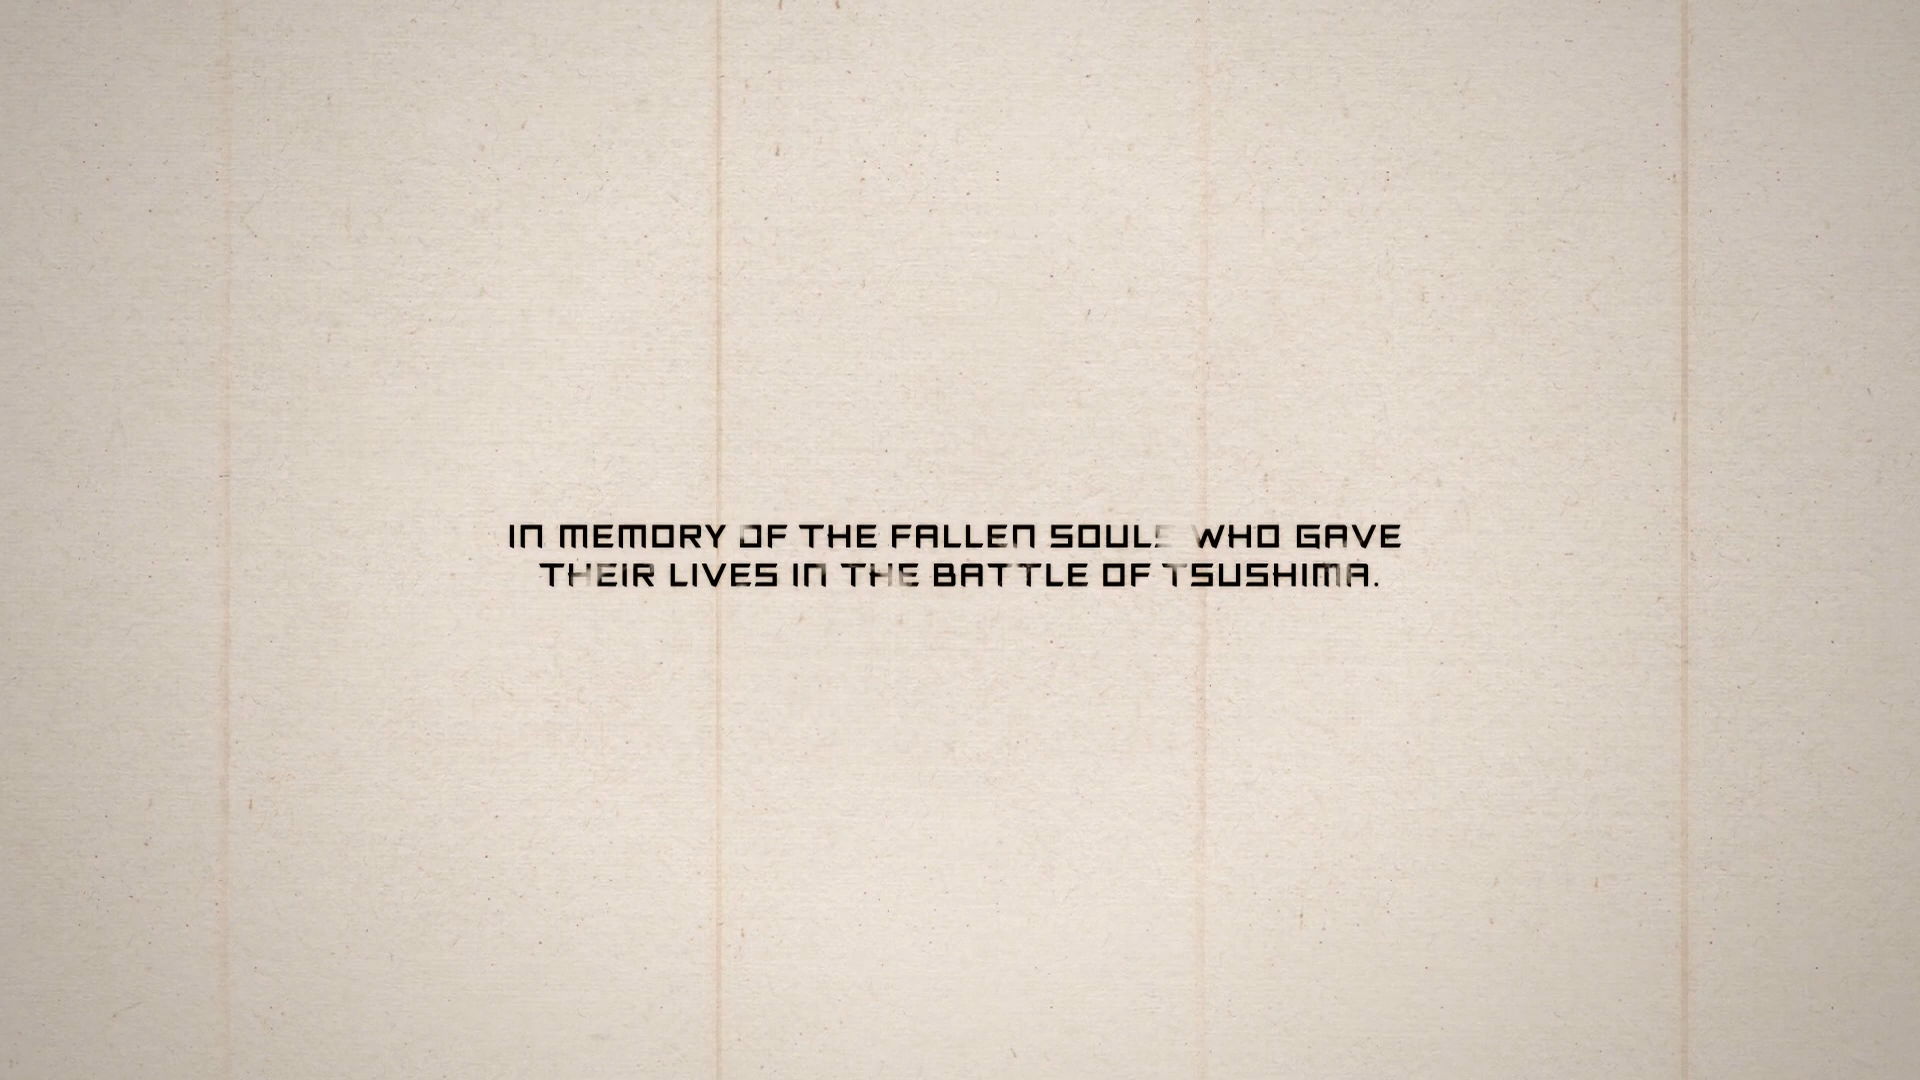 IN MEMORY OF THE FALLEN SOULS WHO GAVE
THEIR LIVES IN THE BATTLE OF TSUSHIMA.